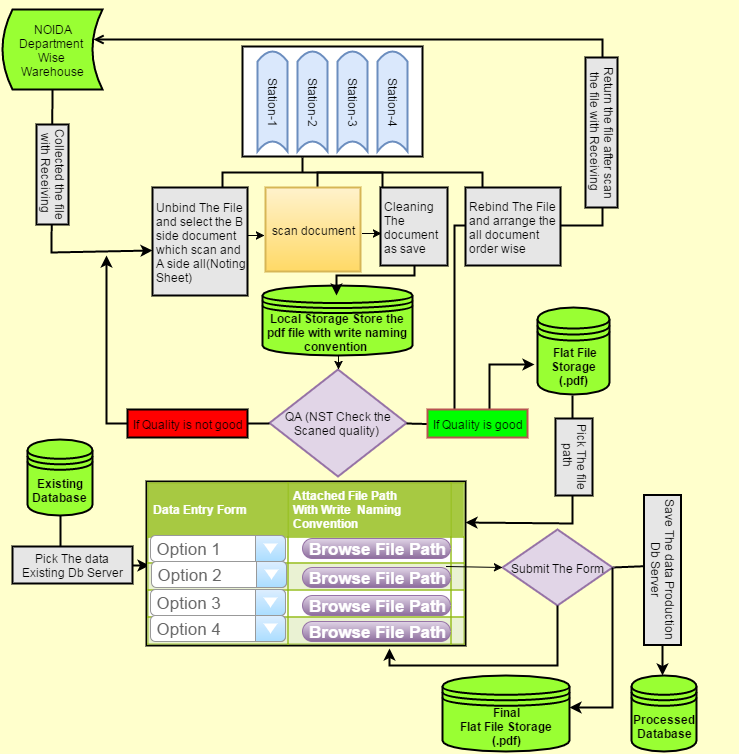 NOIDA
Department
Wise
Warehouse
Collected the file
with Receiving
Station-1
Station-2
Station-3
Station-4
Return the file after scan
the file with Receiving
Unbind The File
and select the B
side document
which scan and
A side all(Noting
Sheet)
scan document
Cleaning
The
document
as save
Rebind The File
and arrange the
all document
order wise
Local Storage Store the
pdf file with write naming
convention
Flat File
Storage
(.pdf)
If Quality is not good
QA (NST Check the
Scaned quality)
If Quality is good
Pick The file
path
Existing
Database
Pick The data
Existing Db Server
Data Entry Form
Attached File Path
With Write Naming
Convention
Option 1
Browse File Path
Option 2
Browse File Path
Option 3
Browse File Path
Option 4
Browse File Path
Submit The Form
Save The data Production
Db Server
Final
Flat File Storage
(.pdf)
Processed
Database